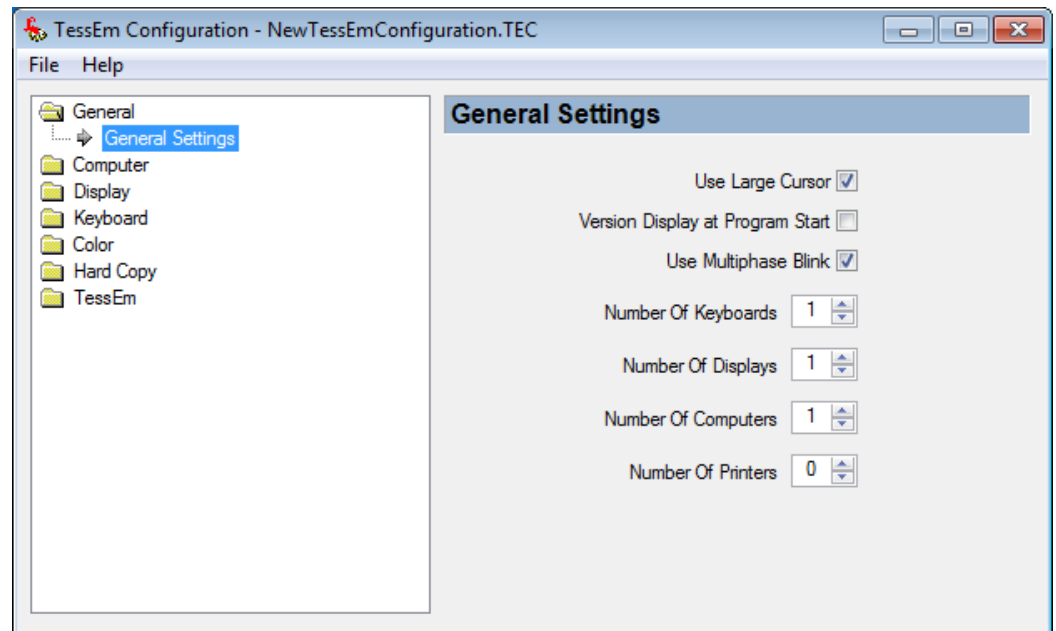 TessEm Configuration - NewTessEmConfiguration.TEC
File Help
General
General Settings
Computer
Display
Keyboard
Color
Hard Copy
TessEm
General Settings
Use Large Cursor
Version Display at Program Start
Use Multiphase Blink
Number Of Keyboards 1
Number Of Displays 1
Number Of Computers 1
Number Of Printers 0